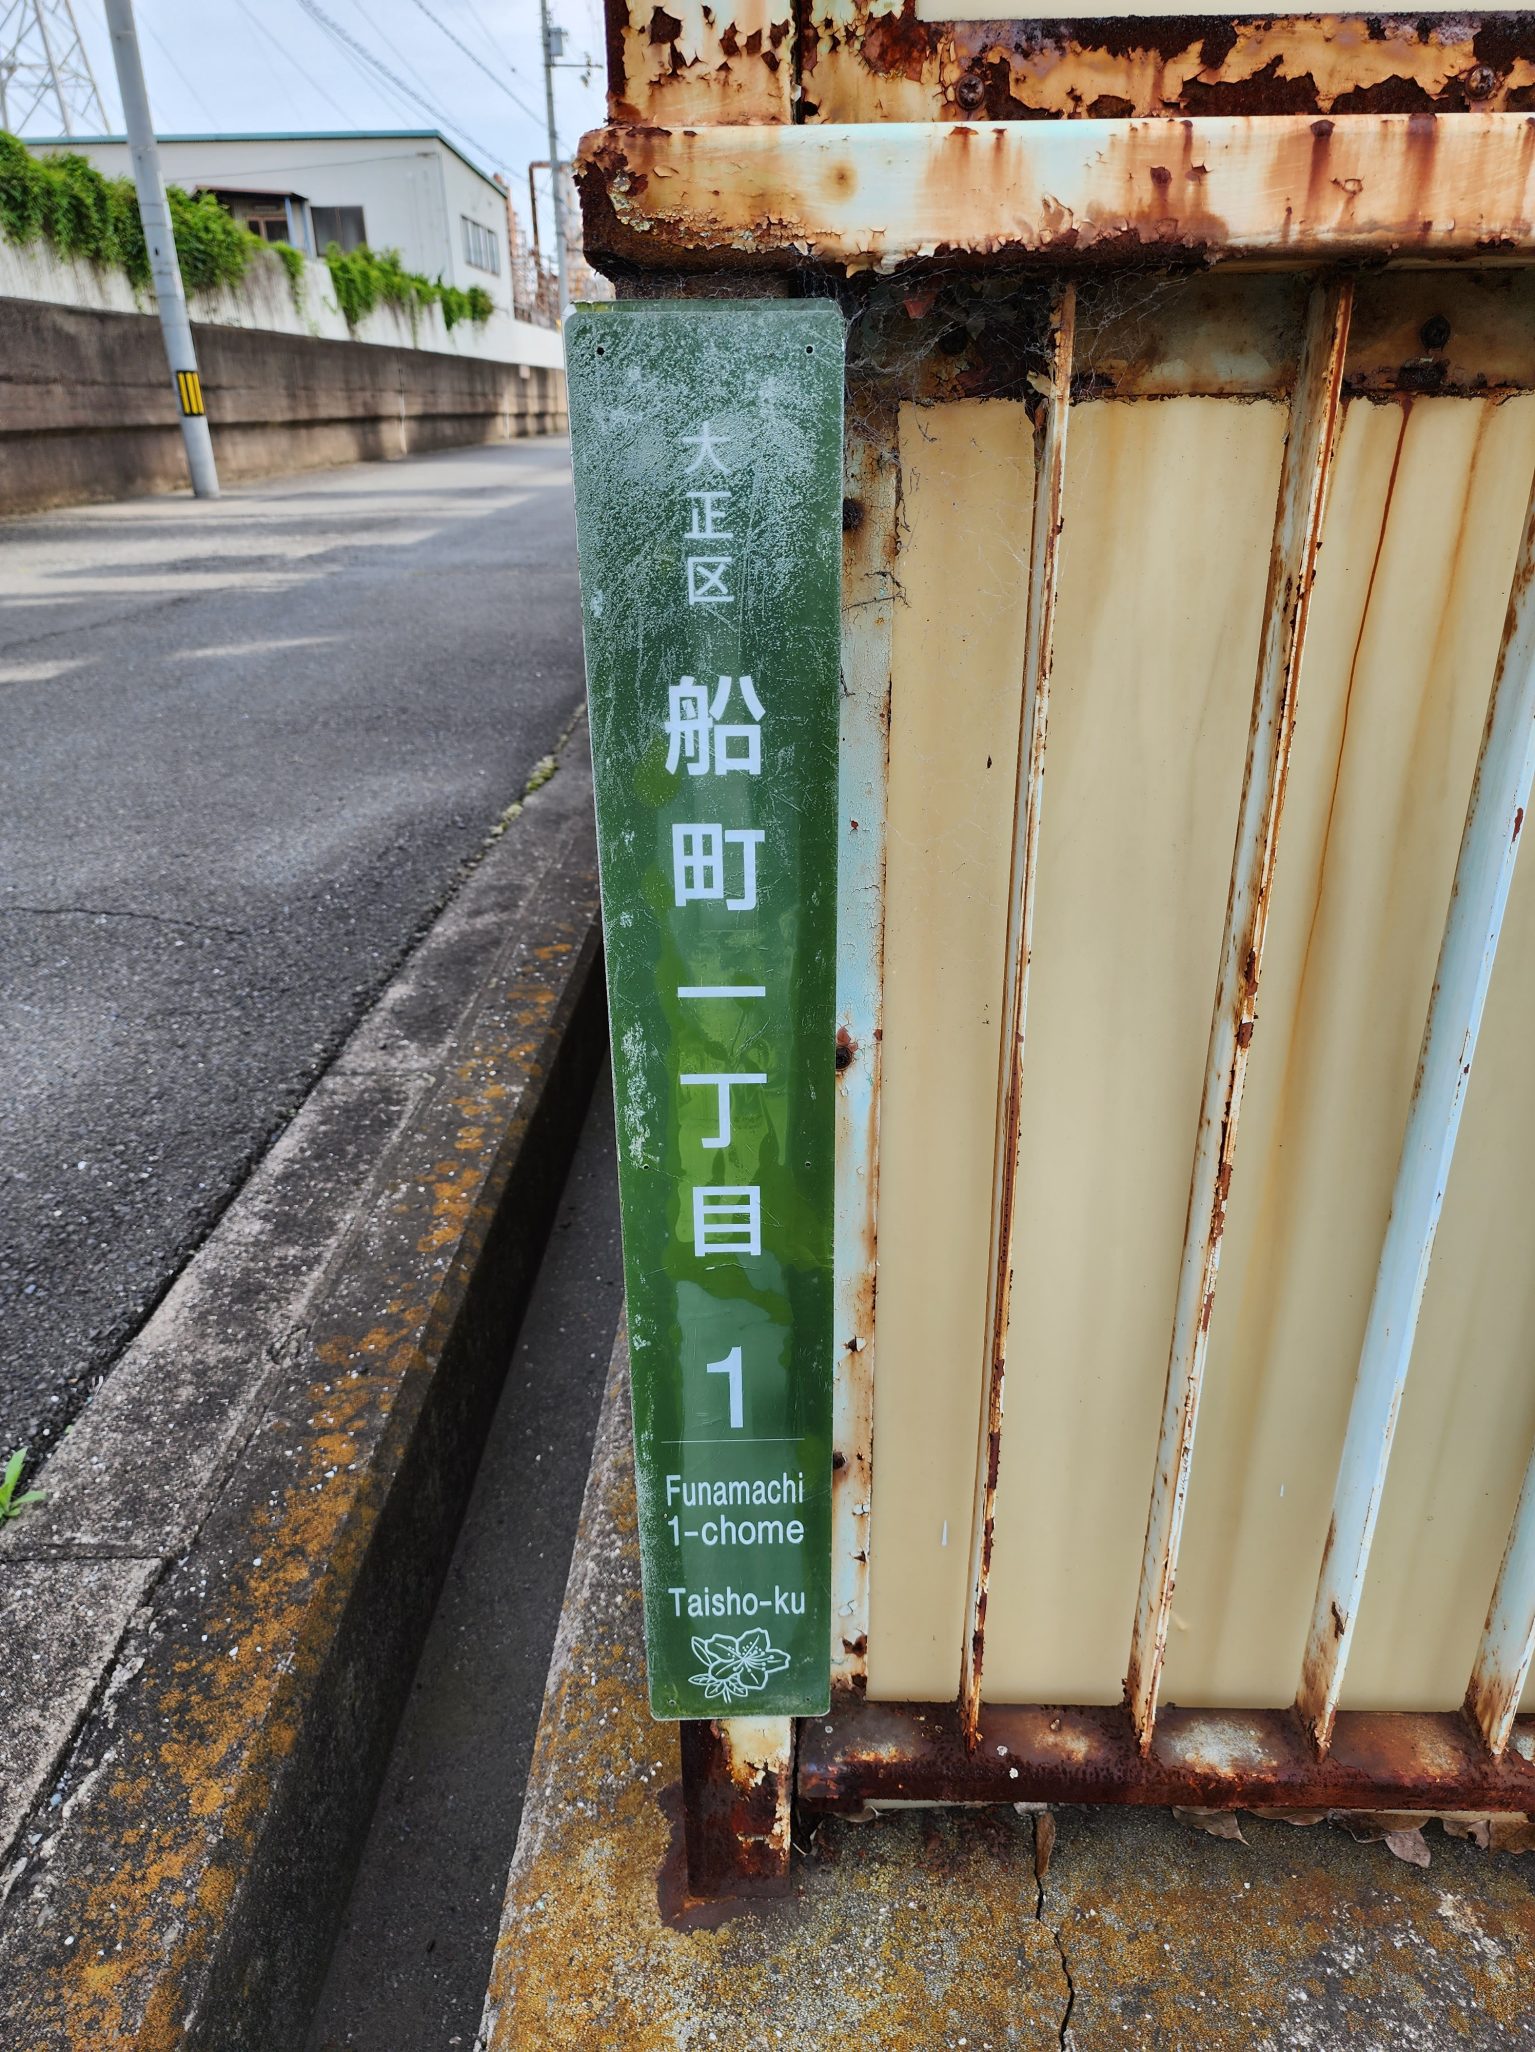 大正区
船町一丁目
1
Funamachi
1-chome
Taisho-ku